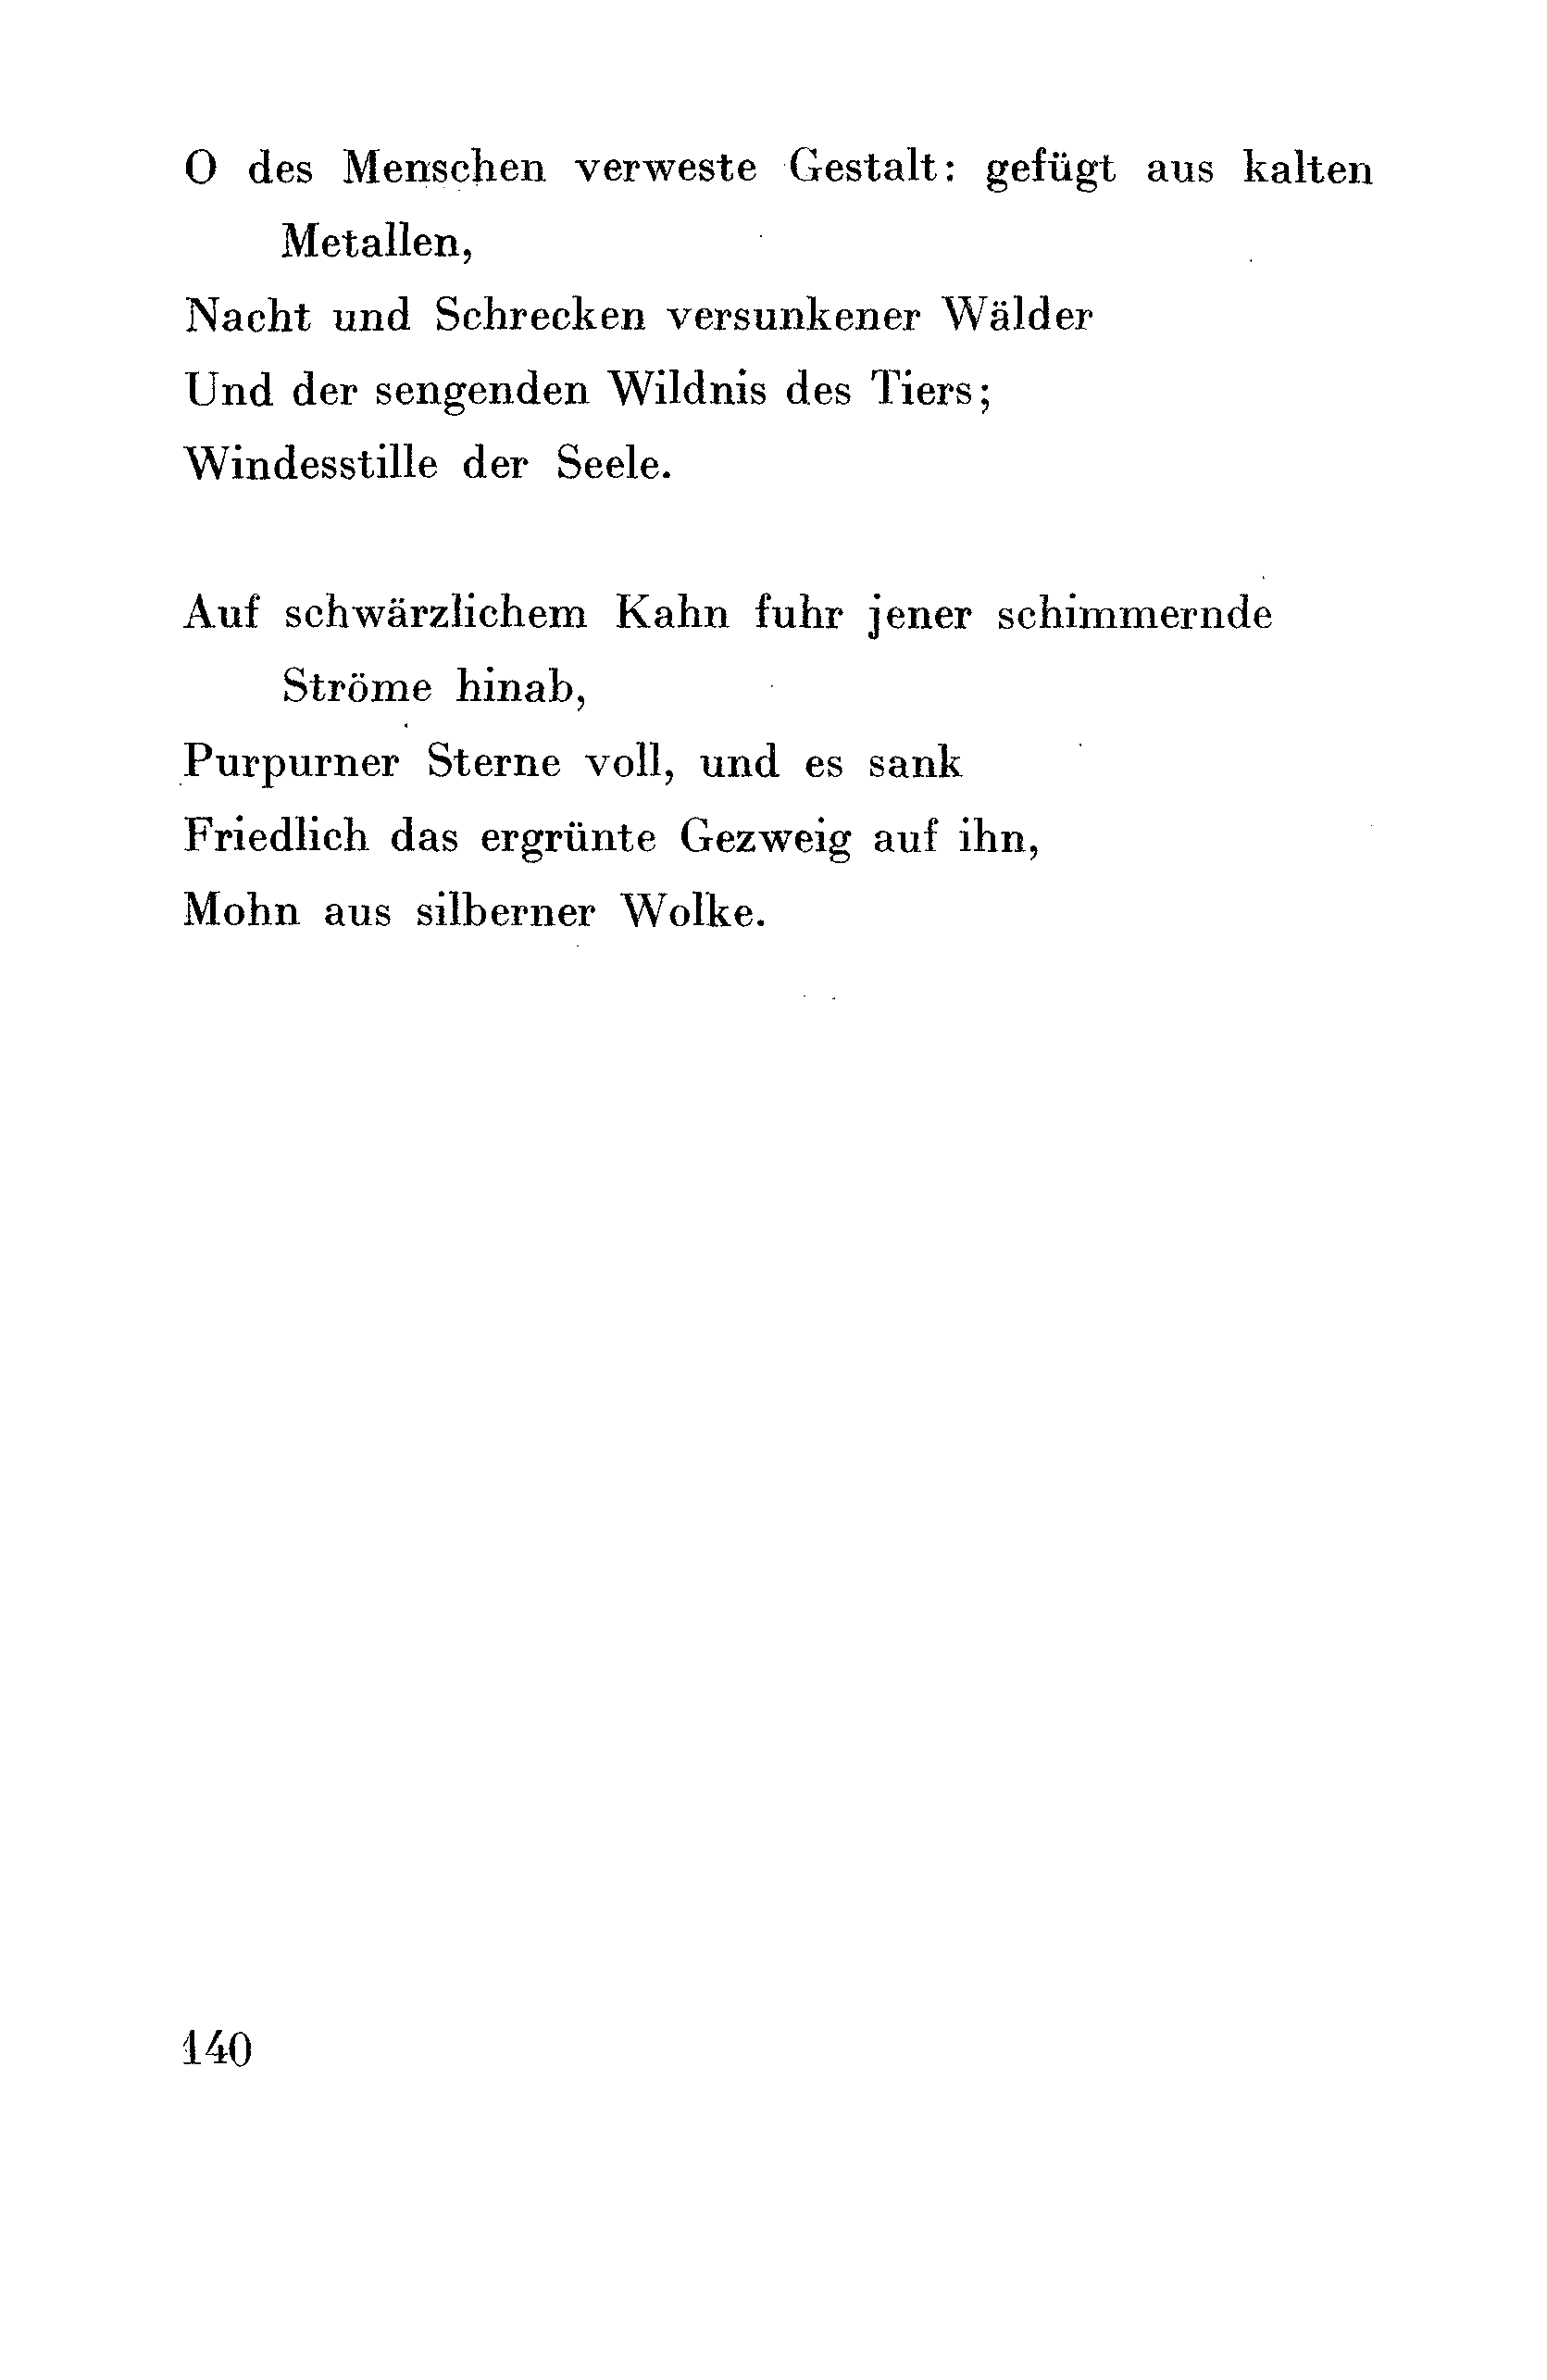 O des Menschen verweste Gestalt: gefügt aus kalten
Metallen,
Nacht und Schrecken versunkener Wälder
Und der sengenden Wildnis des Tiers;
Windesstille der Seele.
Auf schwärzlichem Kahn fuhr jener schimmernde
Ströme hinab,
Purpurner Sterne voll, und es sank
Friedlich das ergrünte Gezweig auf ihn,
Mohn aus silberner Wolke.
140